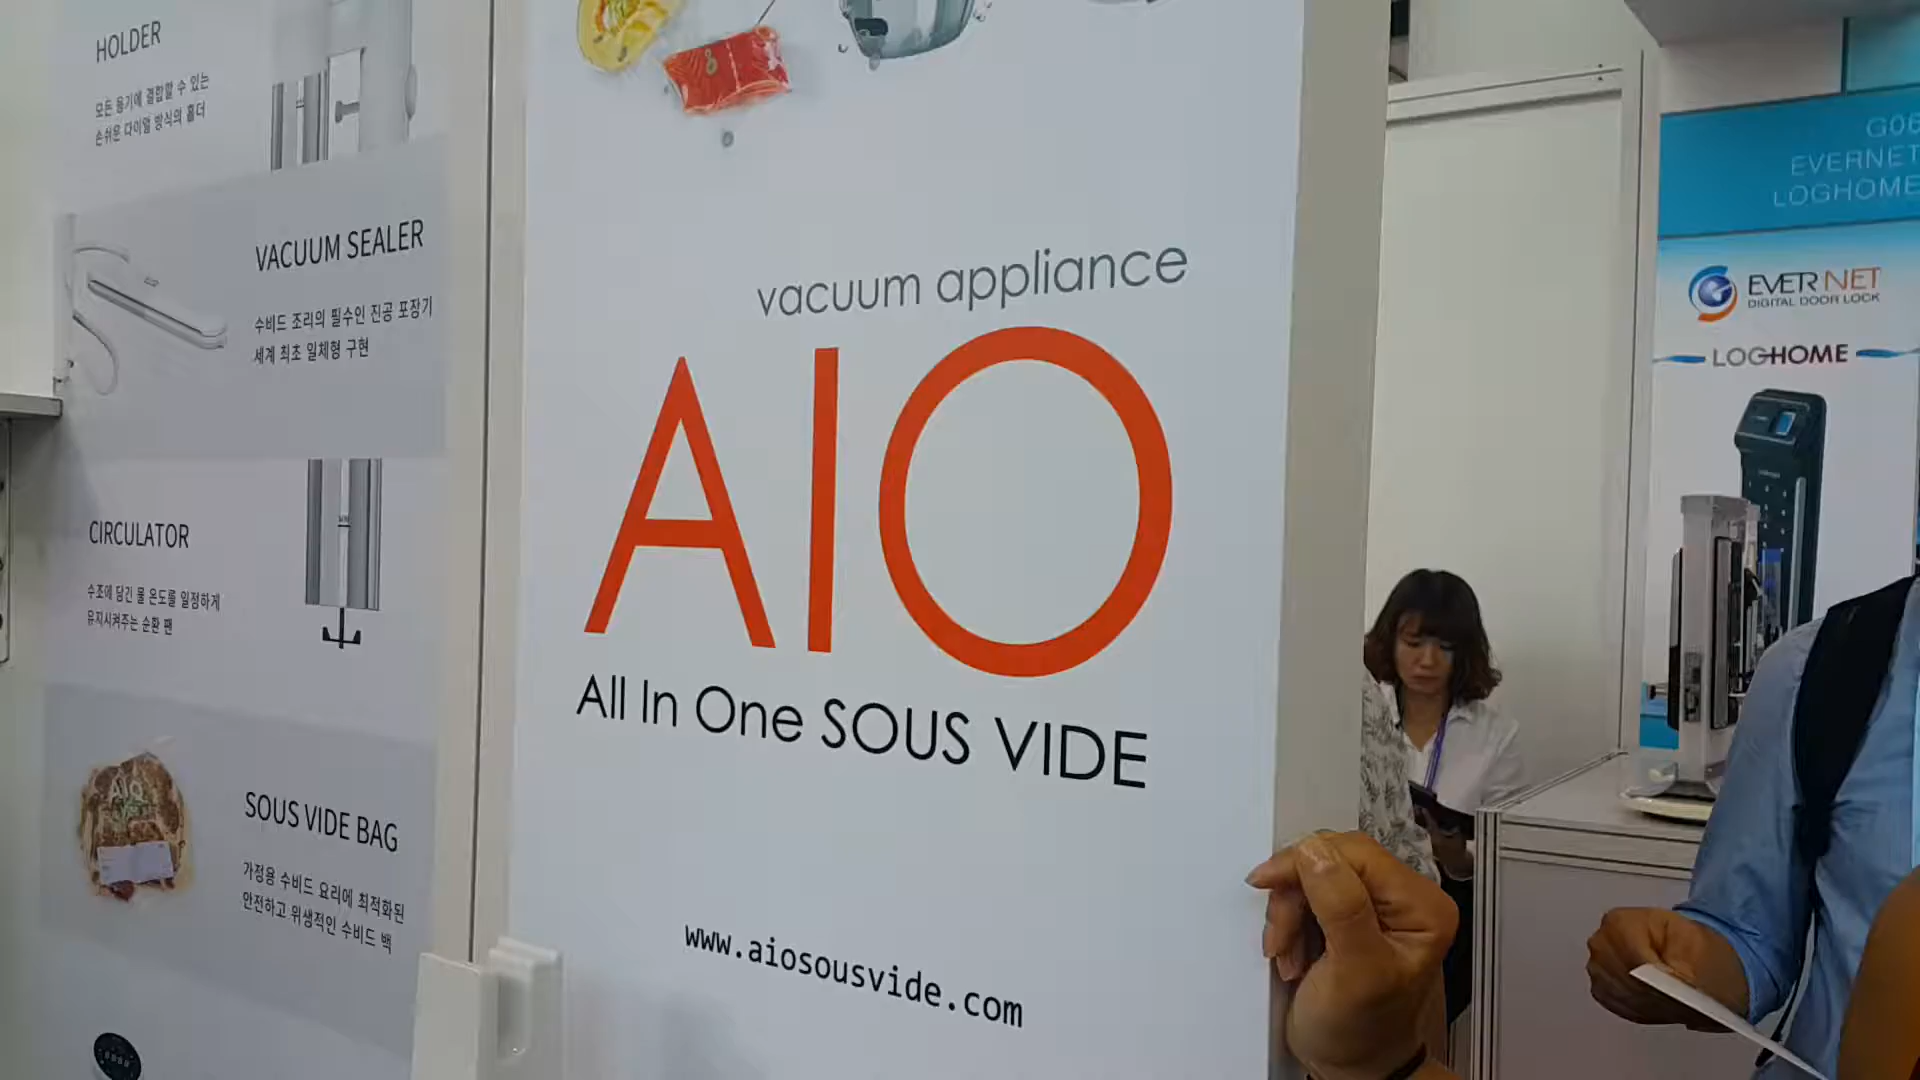 HOLDER
모든 용기에 결합할 수 있는
손쉬운 다이얼 방식의 홀더
VACUUM SEALER
수비드 조리의 필수인 진공 포장기
세계 최초 일체형 구현
CIRCULATOR
수조에 담긴 물 온도를 일정하게
유지시켜주는 순환 팬
AIO
SOUS VIDE BAG
가정용 수비드 요리에 최적화된
안전하고 위생적인 수비드 백
vacuum appliance
AIO
All In One SOUS VIDE
www.aiosousvide.com
G06
EVERNET
LOGHOME
EVERNET
DIGITAL DOOR LOCK
LOGHOME